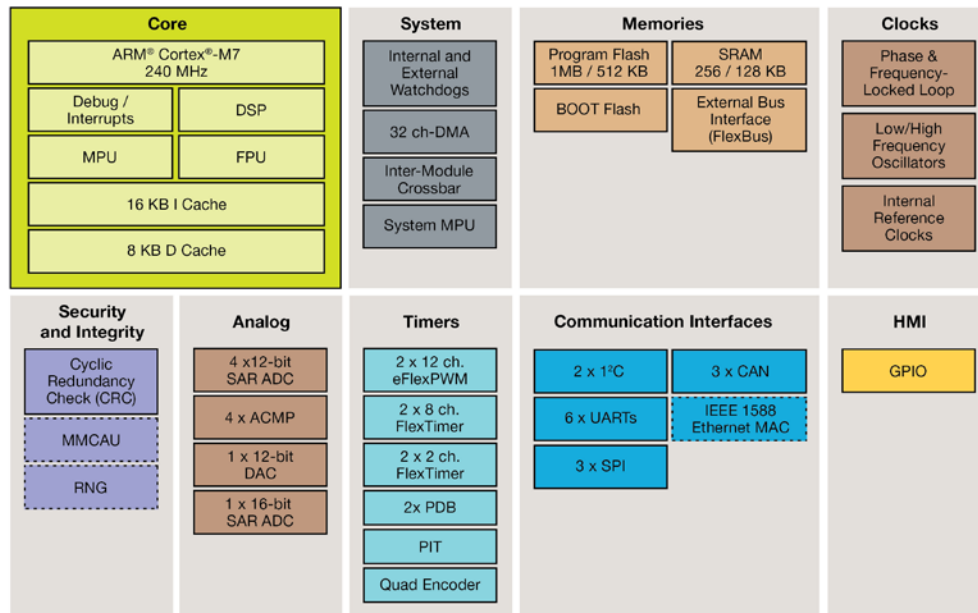 Core
ARM® Cortex®-M7
240 MHz
Debug /
Interrupts
DSP
MPU
FPU
16 KB I Cache
8 KB D Cache
System
Internal and
External
Watchdogs
32 ch-DMA
Inter-Module
Crossbar
System MPU
Memories
Program Flash
1MB / 512 KB
SRAM
256 / 128 KB
BOOT Flash
External Bus
Interface
(FlexBus)
Clocks
Phase &
Frequency-
Locked Loop
Low/High
Frequency
Oscillators
Internal
Reference
Clocks
Security
and Integrity
Cyclic
Redundancy
Check (CRC)
MMCAU
RNG
Analog
4 x12-bit
SAR ADC
4 x ACMP
1 x 12-bit
DAC
1 x 16-bit
SAR ADC
Timers
2 x 12 ch.
eFlexPWM
2 x 8 ch.
FlexTimer
2 x 2 ch.
FlexTimer
2x PDB
PIT
Quad Encoder
Communication Interfaces
2 x 1²C
3 x CAN
6 x UARTs
IEEE 1588
Ethernet MAC
3 x SPI
HMI
GPIO